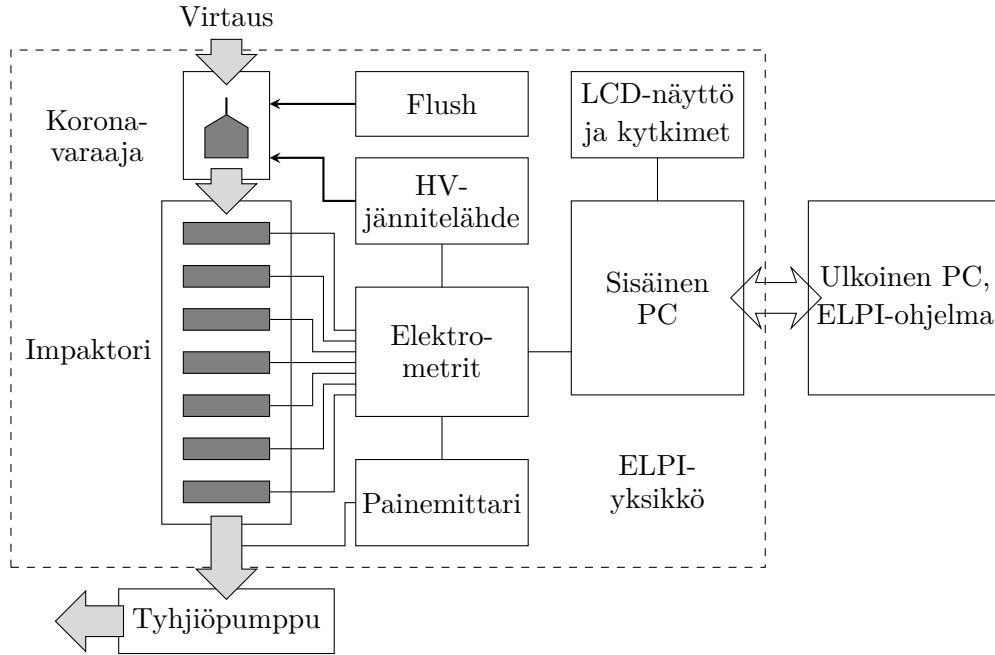 Virtaus
Korona-
varaaja
Flush
LCD-näyttö
ja kytkimet
HV-
jännitelähde
Impaktori
Elektro-
metrit
Sisäinen
PC
Ulkoinen PC,
ELPI-ohjelma
Painemittari
ELPI-
yksikkö
Tyhjiöpumppu